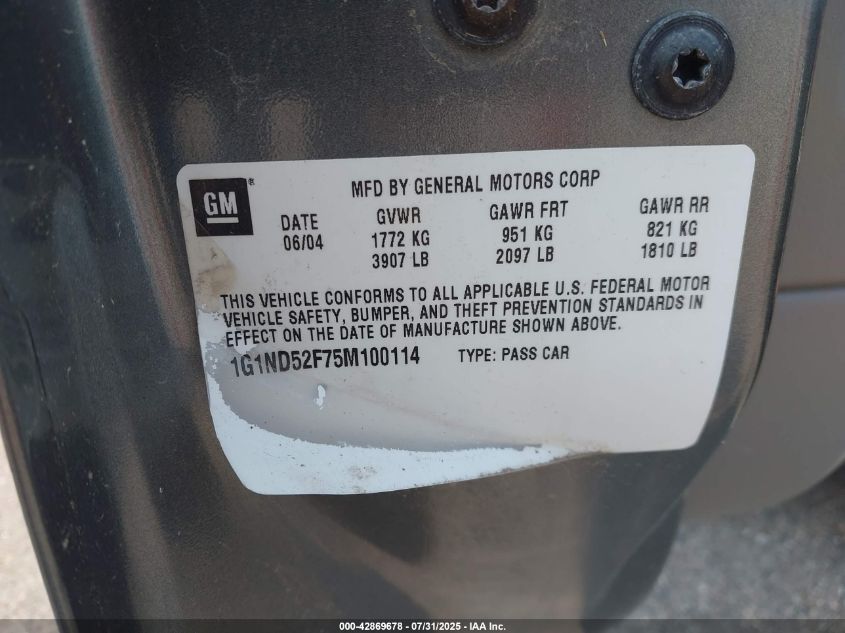 GM®
MFD BY GENERAL MOTORS CORP
DATE GVWR GAWR FRT GAWR RR
06/04 1772 KG 951 KG 821 KG
3907 LB 2097 LB 1810 LB
THIS VEHICLE CONFORMS TO ALL APPLICABLE U.S. FEDERAL MOTOR
VEHICLE SAFETY, BUMPER, AND THEFT PREVENTION STANDARDS IN
EFFECT ON THE DATE OF MANUFACTURE SHOWN ABOVE.
1G1ND52F75M100114 TYPE: PASS CAR
000-42869678 - 07/31/2025 - IAA Inc.